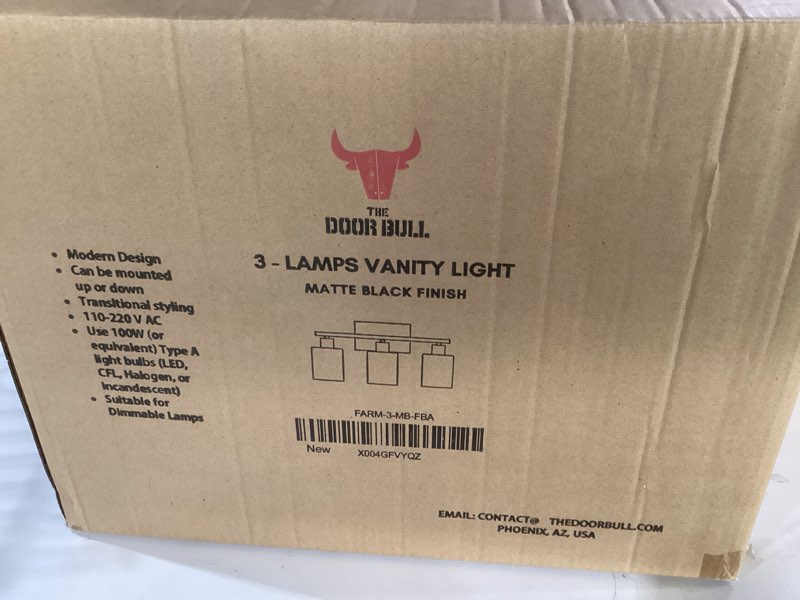 THE
DOOR BULL
3 - LAMPS VANITY LIGHT
MATTE BLACK FINISH
• Modern Design
• Can be mounted
up or down
• Transitional styling
• 110-220 V AC
• Use 100W (or
equivalent) Type A
light bulbs (LED,
CFL, Halogen, or
Incandescent)
• Suitable for
Dimmable Lamps
FARM-3-MB-FBA
New X004GFVYQZ
EMAIL: CONTACT@ THEDOORBULL.COM
PHOENIX, AZ, USA